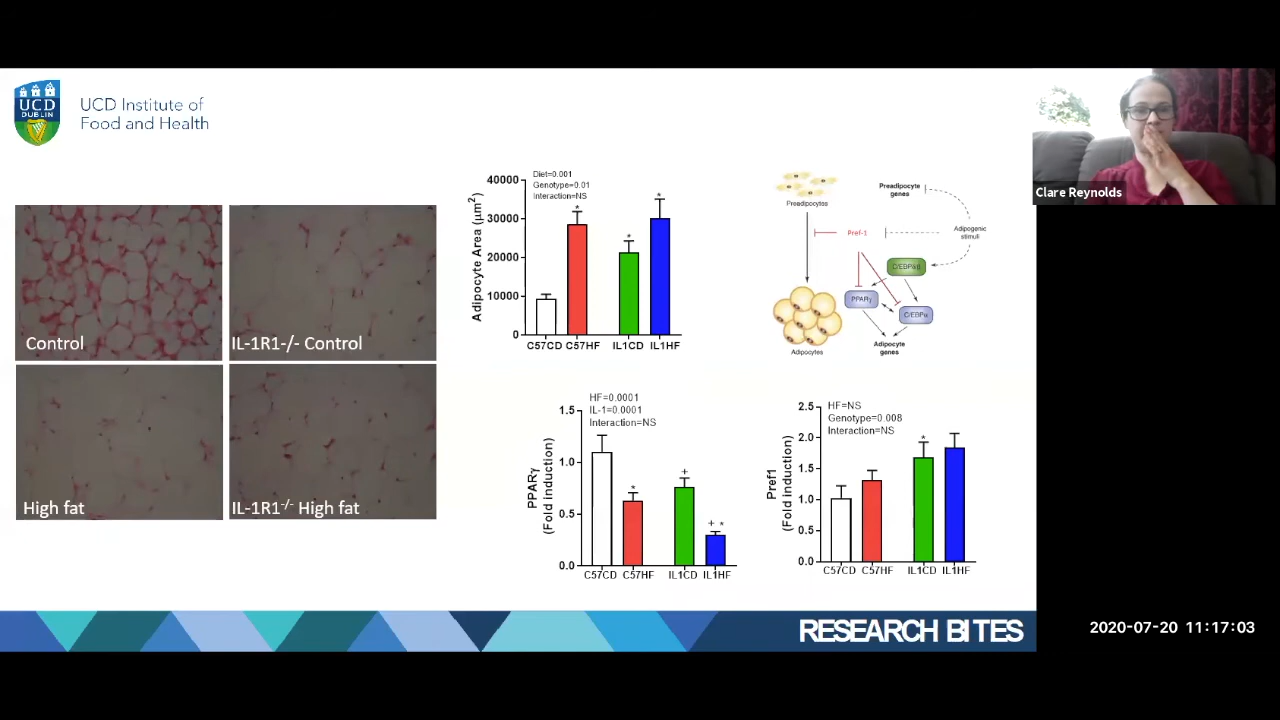 UCD
DUBLIN
UCD Institute of
Food and Health
Clare Reynolds
Control
IL-1R1-/- Control
High fat
IL-1R1-/- High fat
Adipocyte Area (μm2)
40000
30000
20000
10000
0
Diet=0.001
Genotype=0.01
Interaction=NS
*
*
*
C57CD C57HF IL1CD IL1HF
Preadipocytes
Preadipocyte
genes
Pref-1
Adipogenic
stimuli
C/EBPβ/δ
PPARγ
C/EBPα
Adipocytes
Adipocyte
genes
PPARγ
(Fold induction)
1.5
1.0
0.5
0.0
HF=0.0001
IL-1=0.0001
Interaction=NS
*
+
+ *
C57CD C57HF IL1CD IL1HF
Pref1
(Fold induction)
2.5
2.0
1.5
1.0
0.5
0.0
HF=NS
Genotype=0.008
Interaction=NS
*
C57CD C57HF IL1CD IL1HF
RESEARCH BITES
2020-07-20 11:17:03